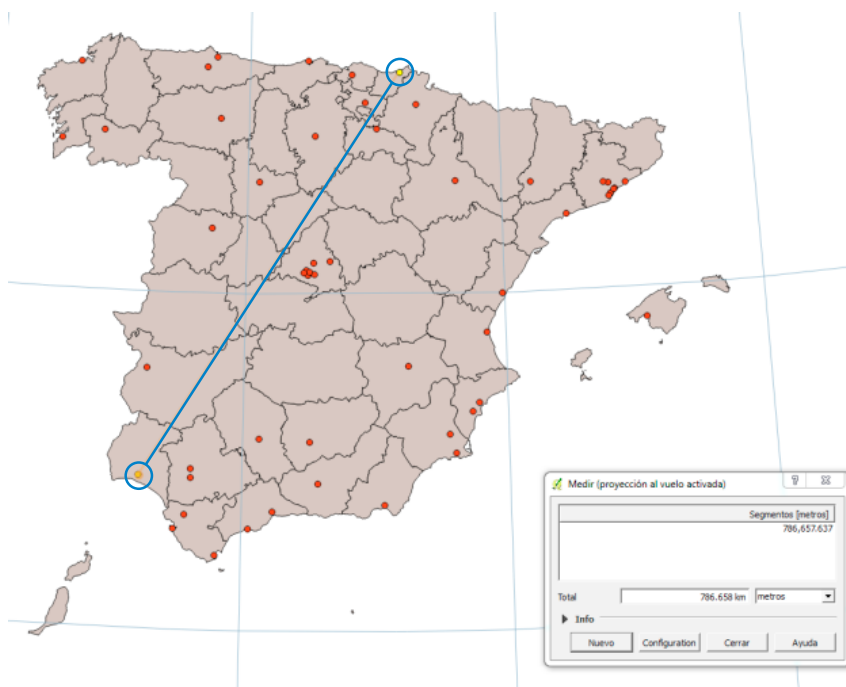 Medir (proyección al vuelo activada)
Segmentos [metros]
786,657.637
Total 786.658 km metros
Info
Nuevo Configuration Cerrar Ayuda